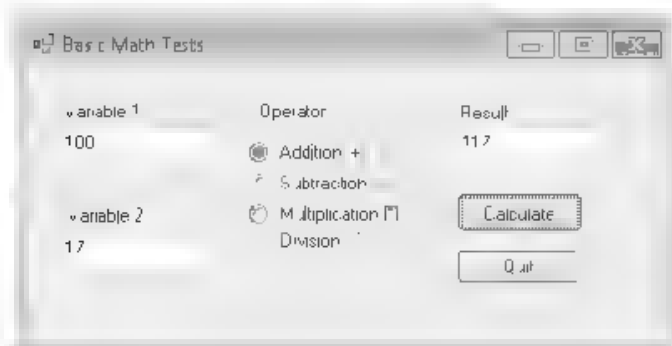 Basic Math Tests
Variable 1
100
Variable 2
17
Operator
Addition +
Subtraction
Multiplication [*]
Division
Result
117
Calculate
Quit